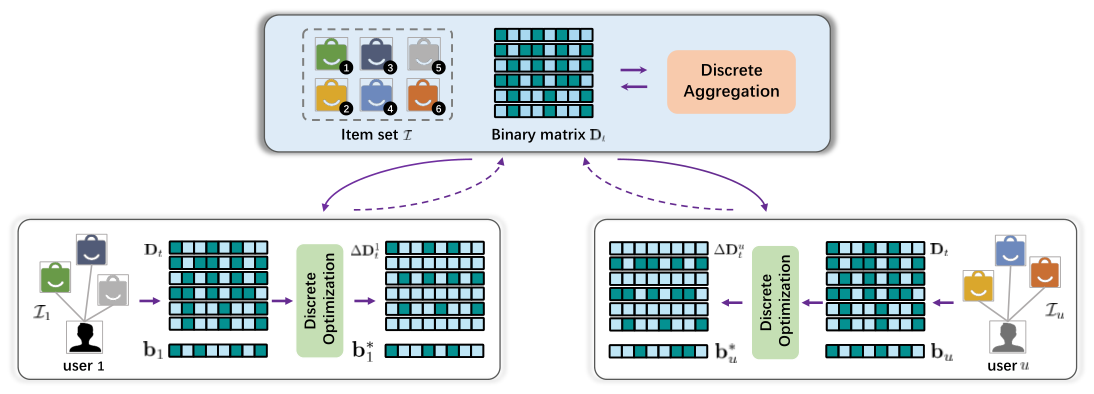 1
3
5
2
4
6
Item set ℐ
Binary matrix D_t
Discrete
Aggregation
ℐ_1
user 1
D_t
b_1
Discrete
Optimization
ΔD_t^1
b_1^*
ΔD_t^u
b_u^*
Discrete
Optimization
D_t
b_u
ℐ_u
user u